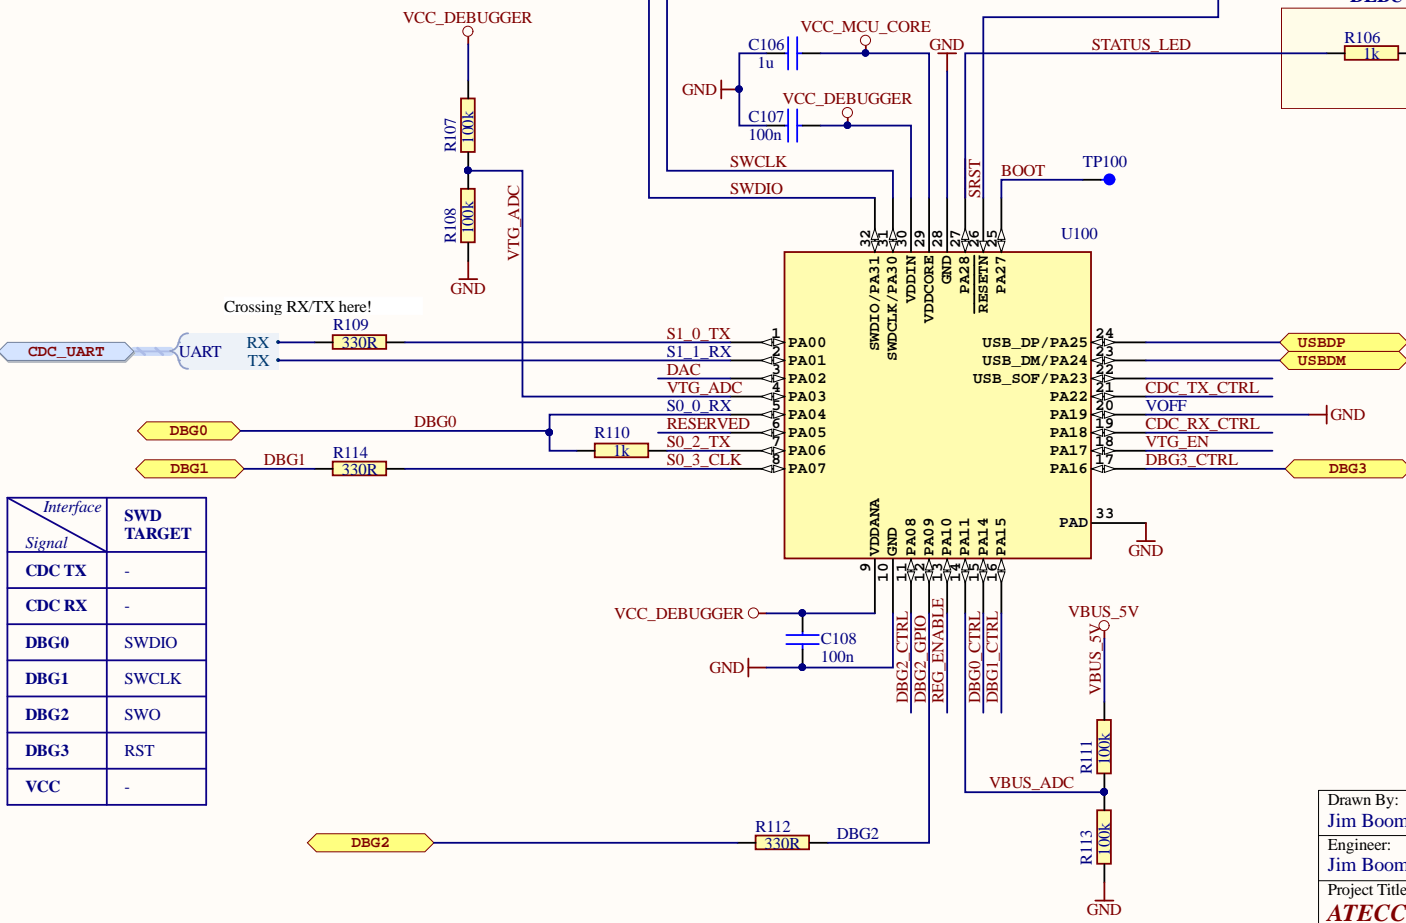 VCC_DEBUGGER
R107
100k
R108
100k
VTG_ADC
GND
VCC_MCU_CORE
C106
1u
GND
GND
VCC_DEBUGGER
C107
100n
STATUS_LED
R106
1k
SWCLK
SWDIO
SRST
BOOT
TP100
U100
32
31
30
29
28
27
26
25
SWDIO/PA31
SWDCLK/PA30
VDDIN
VDDCORE
GND
PA28
RESETN
PA27
Crossing RX/TX here!
CDC_UART
UART
RX
TX
R109
330R
S1_0_TX
1
PA00
S1_1_RX
2
PA01
DAC
3
PA02
VTG_ADC
4
PA03
S0_0_RX
5
PA04
RESERVED
6
PA05
S0_2_TX
7
PA06
S0_3_CLK
8
PA07
DBG0
DBG0
R110
1k
DBG1
DBG1
R114
330R
USB_DP/PA25
24
USBDP
USB_DM/PA24
23
USBDM
USB_SOF/PA23
22
PA22
21
CDC_TX_CTRL
PA19
20
VOFF
GND
PA18
19
CDC_RX_CTRL
PA17
18
VTG_EN
PA16
17
DBG3_CTRL
DBG3
PAD
33
GND
VDDANA
GND
PA08
PA09
PA10
PA11
PA14
PA15
9
10
11
12
13
14
15
16
VCC_DEBUGGER
C108
100n
GND
DBG2_CTRL
DBG2_GPIO
REG_ENABLE
DBG0_CTRL
DBG1_CTRL
VBUS_5V
VBUS_5V
R111
100k
VBUS_ADC
R113
100k
GND
DBG2
R112
330R
DBG2
Interface
Signal
SWD
TARGET
CDC TX -
CDC RX -
DBG0 SWDIO
DBG1 SWCLK
DBG2 SWO
DBG3 RST
VCC -
Drawn By:
Jim Boom
Engineer:
Jim Boom
Project Title
ATECC